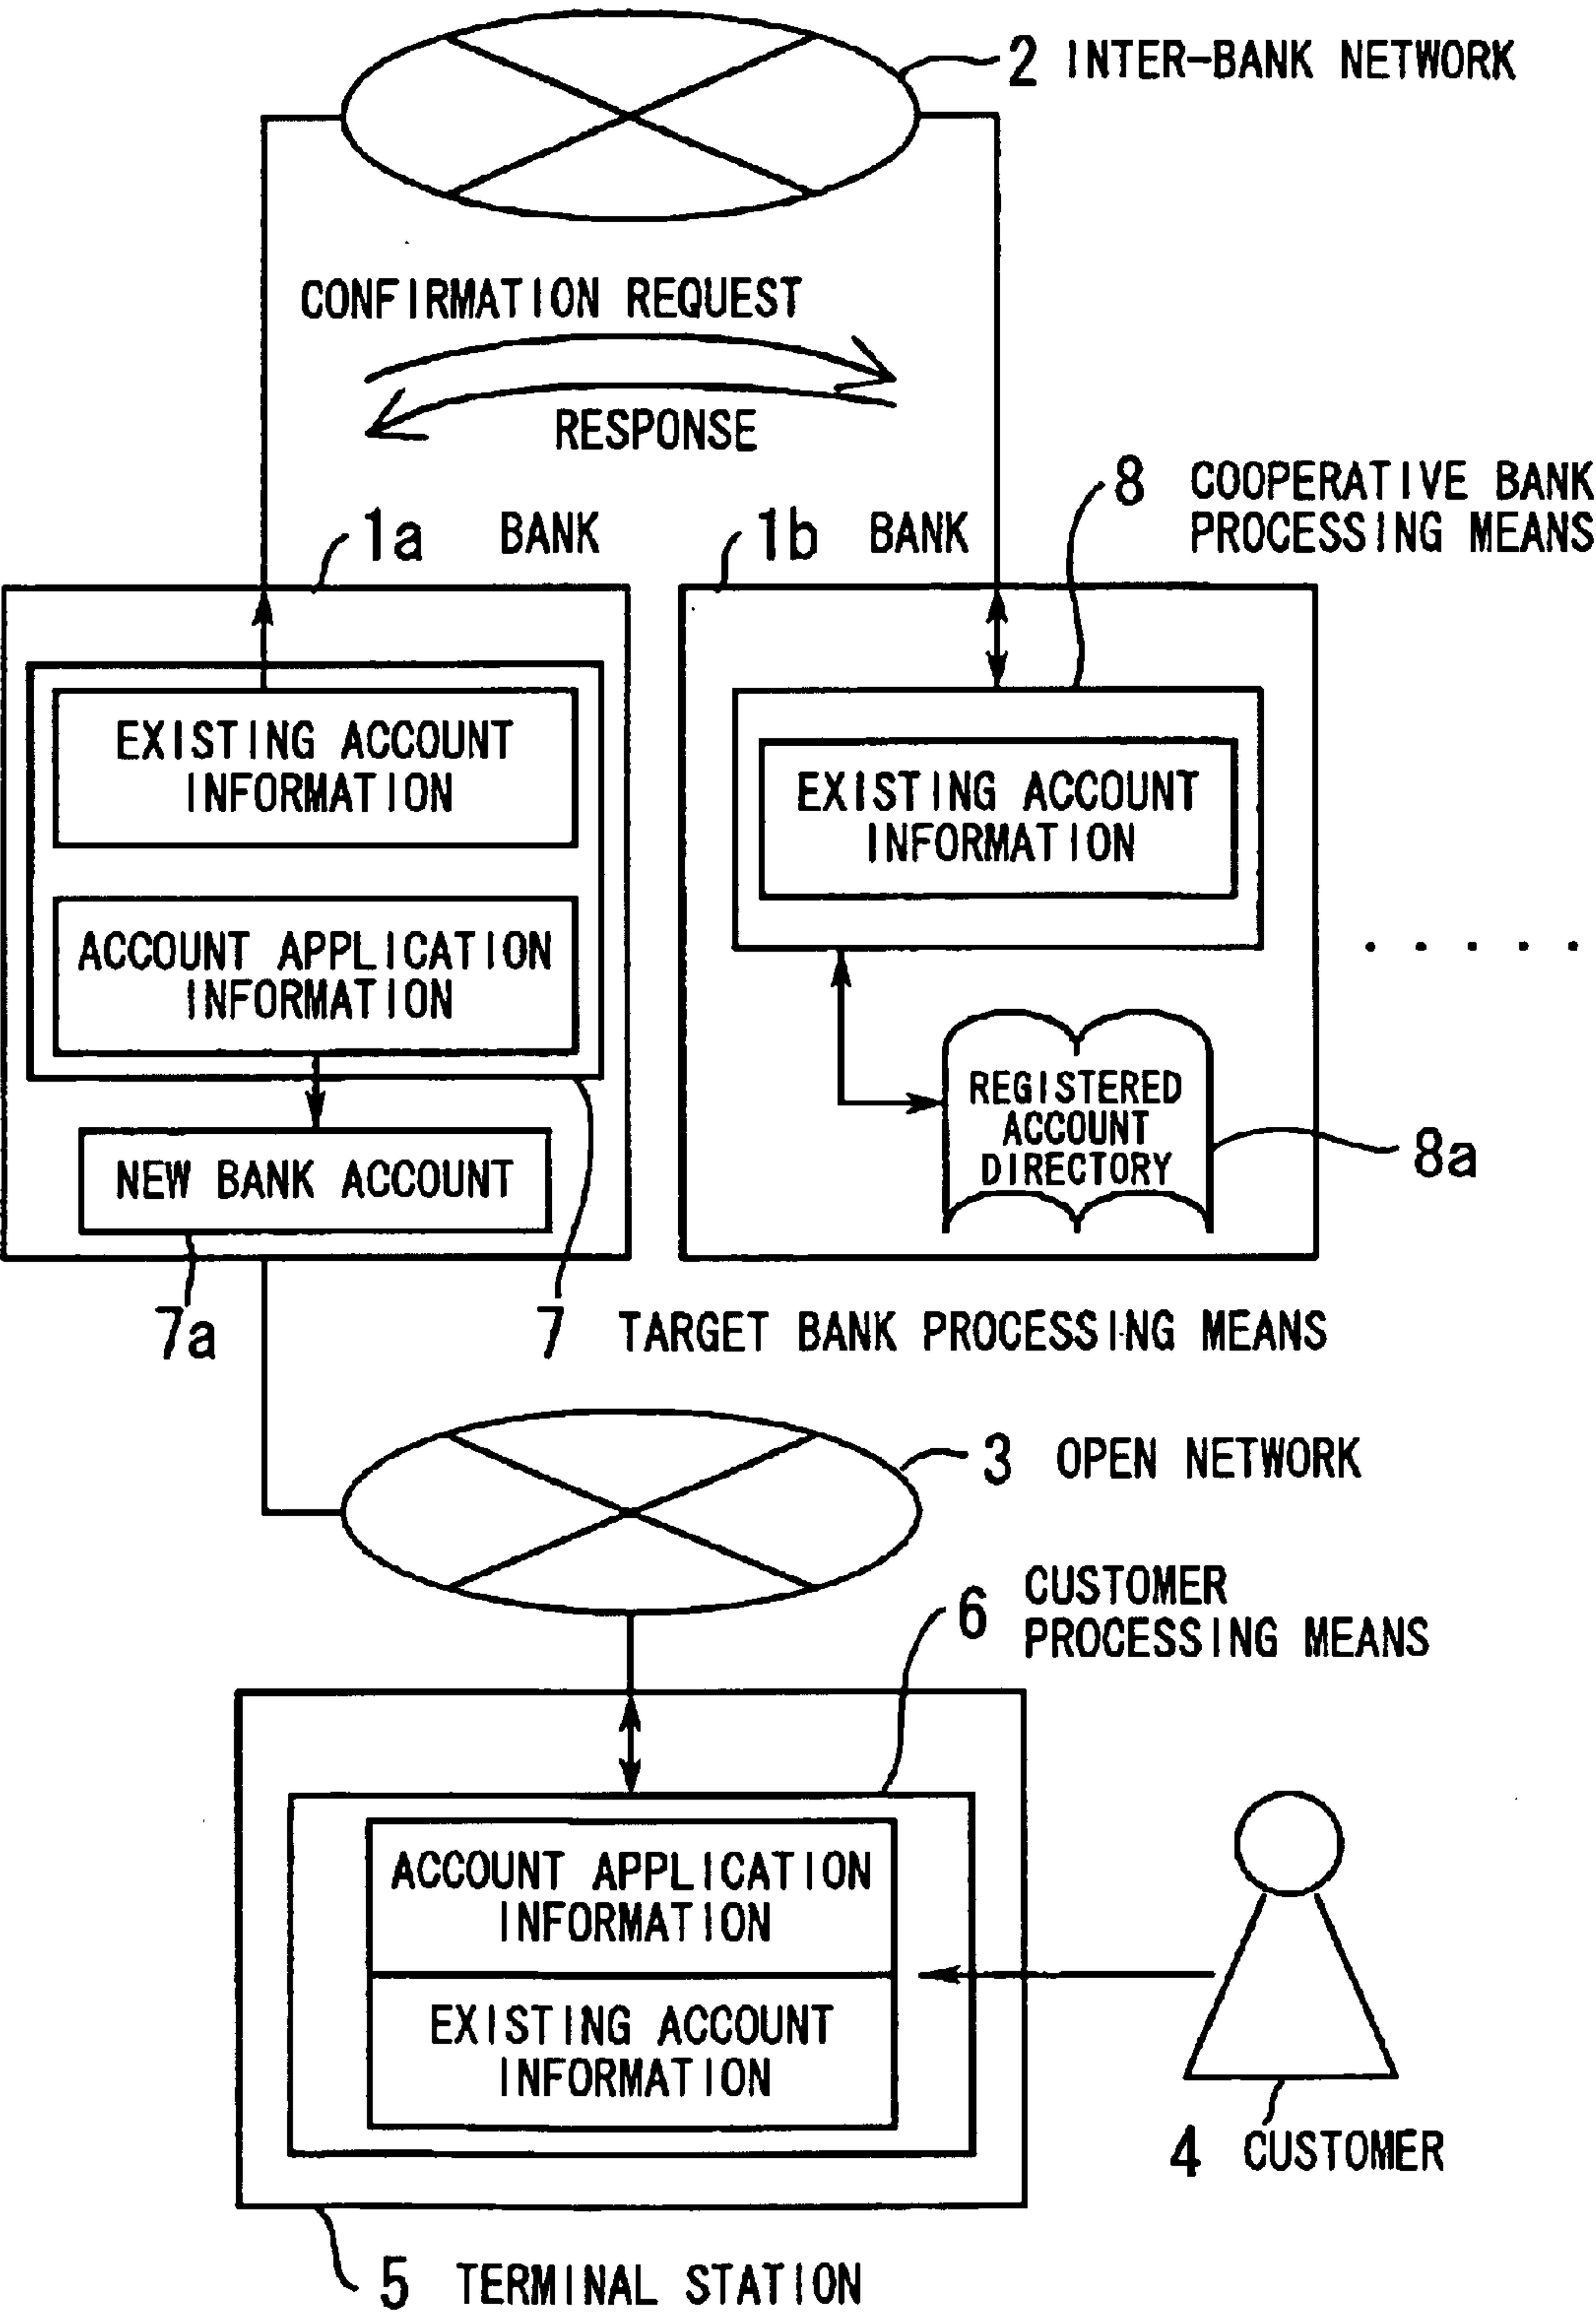 2 INTER-BANK NETWORK
CONFIRMATION REQUEST
RESPONSE
8 COOPERATIVE BANK
PROCESSING MEANS
1a BANK
1b BANK
EXISTING ACCOUNT
INFORMATION
ACCOUNT APPLICATION
INFORMATION
NEW BANK ACCOUNT
EXISTING ACCOUNT
INFORMATION
. . . . .
REGISTERED
ACCOUNT
DIRECTORY
8a
7a
7 TARGET BANK PROCESSING MEANS
3 OPEN NETWORK
6 CUSTOMER
PROCESSING MEANS
ACCOUNT APPLICATION
INFORMATION
EXISTING ACCOUNT
INFORMATION
4 CUSTOMER
5 TERMINAL STATION